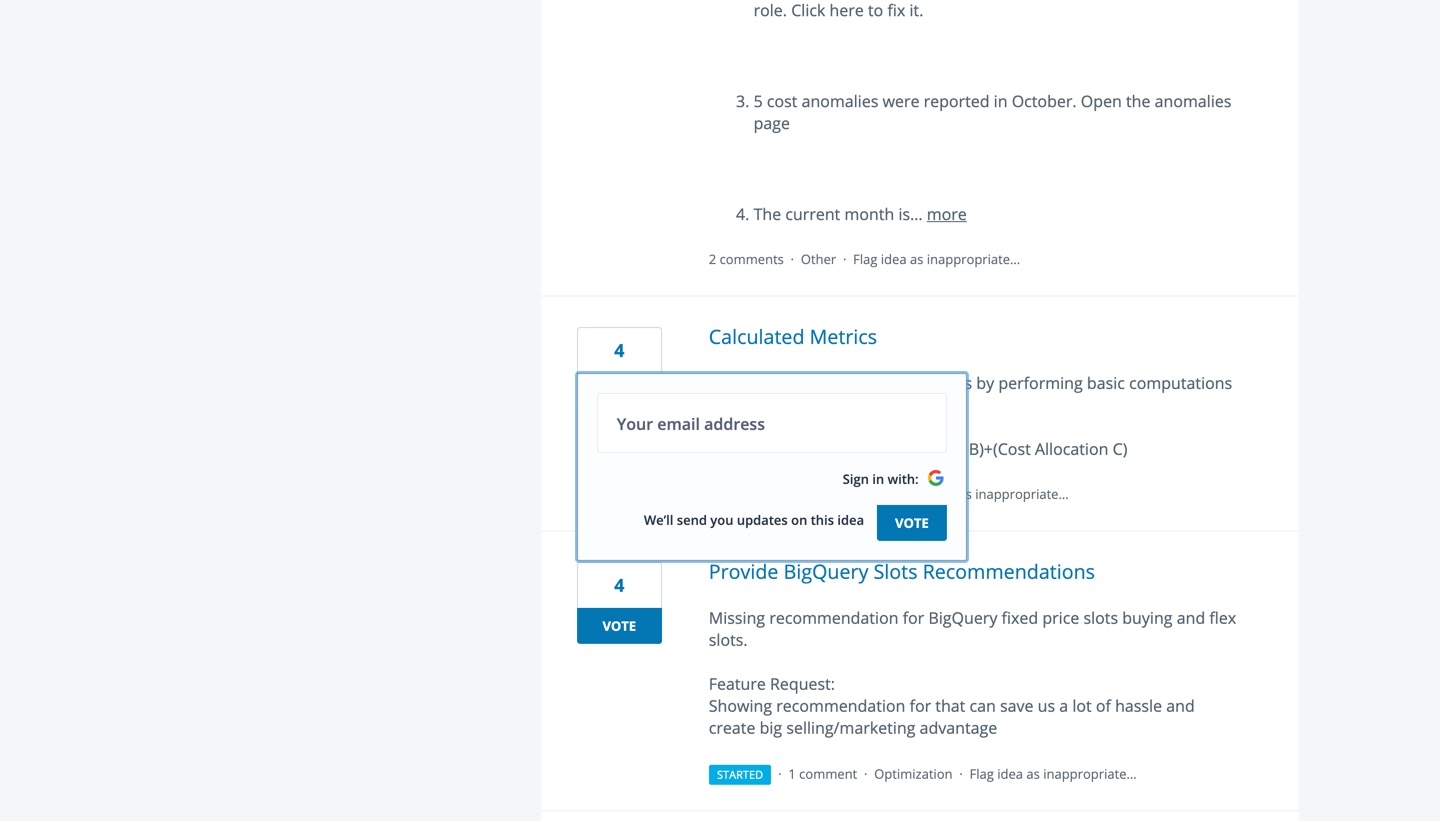 role. Click here to fix it.
3. 5 cost anomalies were reported in October. Open the anomalies
page
4. The current month is... more
2 comments · Other · Flag idea as inappropriate...
4
Calculated Metrics
s by performing basic computations
Your email address
B)+(Cost Allocation C)
Sign in with:
s inappropriate...
We'll send you updates on this idea
VOTE
4
Provide BigQuery Slots Recommendations
VOTE
Missing recommendation for BigQuery fixed price slots buying and flex
slots.
Feature Request:
Showing recommendation for that can save us a lot of hassle and
create big selling/marketing advantage
STARTED · 1 comment · Optimization · Flag idea as inappropriate...